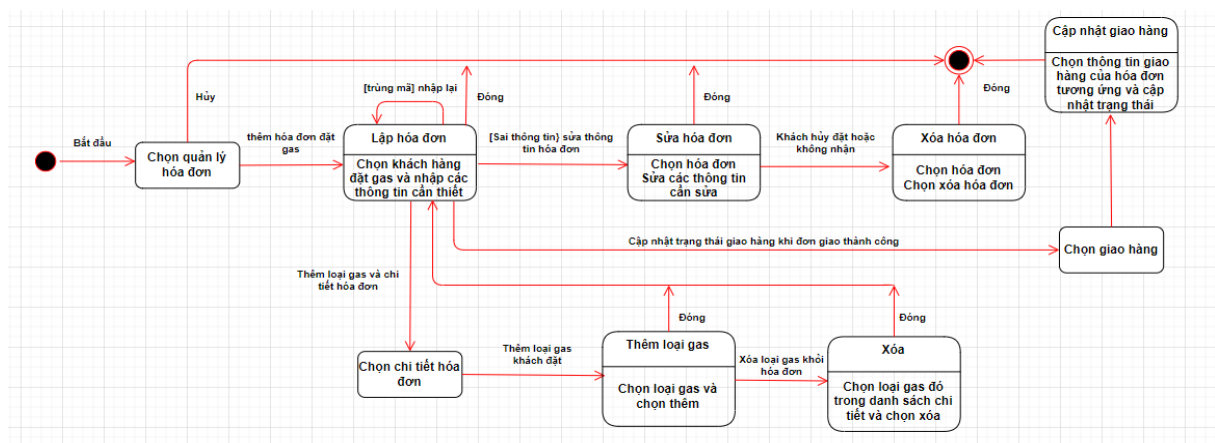 Cập nhật giao hàng
Chọn thông tin giao
hàng của hóa đơn
tương ứng và cập
nhật trạng thái
[trùng mã] nhập lại
Hủy
Đóng
Đóng
Đóng
Bắt đầu
Chọn quản lý
hóa đơn
thêm hóa đơn đặt
gas
Lập hóa đơn
Chọn khách hàng
đặt gas và nhập các
thông tin cần thiết
[Sai thông tin} sửa thông
tin hóa đơn
Sửa hóa đơn
Chọn hóa đơn
Sửa các thông tin
cần sửa
Khách hủy đặt hoặc
không nhận
Xóa hóa đơn
Chọn hóa đơn
Chọn xóa hóa đơn
Cập nhật trạng thái giao hàng khi đơn giao thành công
Chọn giao hàng
Thêm loại gas và chi
tiết hóa đơn
Đóng
Đóng
Chọn chi tiết hóa
đơn
Thêm loại gas
khách đặt
Thêm loại gas
Chọn loại gas và
chọn thêm
Xóa loại gas khỏi
hóa đơn
Xóa
Chọn loại gas đó
trong danh sách chi
tiết và chọn xóa